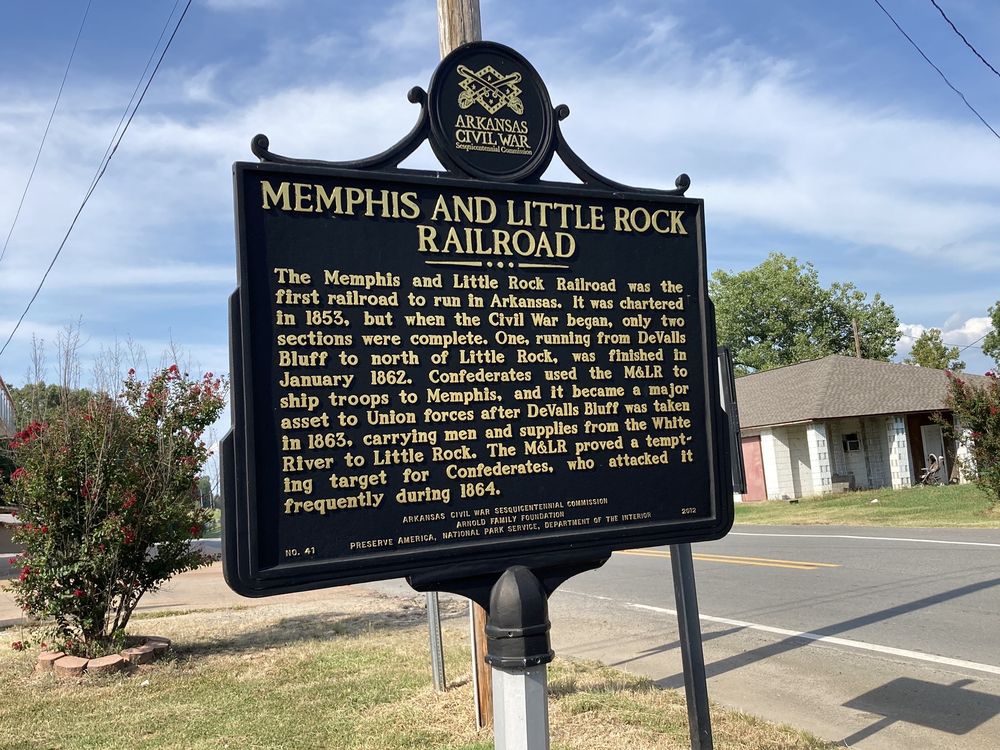 ARKANSAS
CIVIL WAR
Sesquicentennial Commission
MEMPHIS AND LITTLE ROCK
RAILROAD
The Memphis and Little Rock Railroad was the
first railroad to run in Arkansas. It was chartered
in 1853, but when the Civil War began, only two
sections were complete. One, running from DeValls
Bluff to north of Little Rock, was finished in
January 1862. Confederates used the M&LR to
ship troops to Memphis, and it became a major
asset to Union forces after DeValls Bluff was taken
in 1863, carrying men and supplies from the White
River to Little Rock. The M&LR proved a tempt-
ing target for Confederates, who attacked it
frequently during 1864.
ARKANSAS CIVIL WAR SESQUICENTENNIAL COMMISSION
ARNOLD FAMILY FOUNDATION
NO. 41 PRESERVE AMERICA, NATIONAL PARK SERVICE, DEPARTMENT OF THE INTERIOR 2012